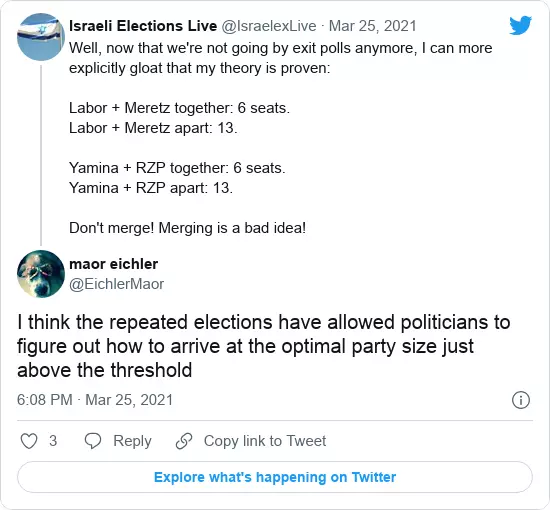 Israeli Elections Live @IsraelexLive · Mar 25, 2021
Well, now that we're not going by exit polls anymore, I can more
explicitly gloat that my theory is proven:
Labor + Meretz together: 6 seats.
Labor + Meretz apart: 13.
Yamina + RZP together: 6 seats.
Yamina + RZP apart: 13.
Don't merge! Merging is a bad idea!
maor eichler
@EichlerMaor
I think the repeated elections have allowed politicians to
figure out how to arrive at the optimal party size just
above the threshold
6:08 PM · Mar 25, 2021
3 Reply Copy link to Tweet
Explore what's happening on Twitter